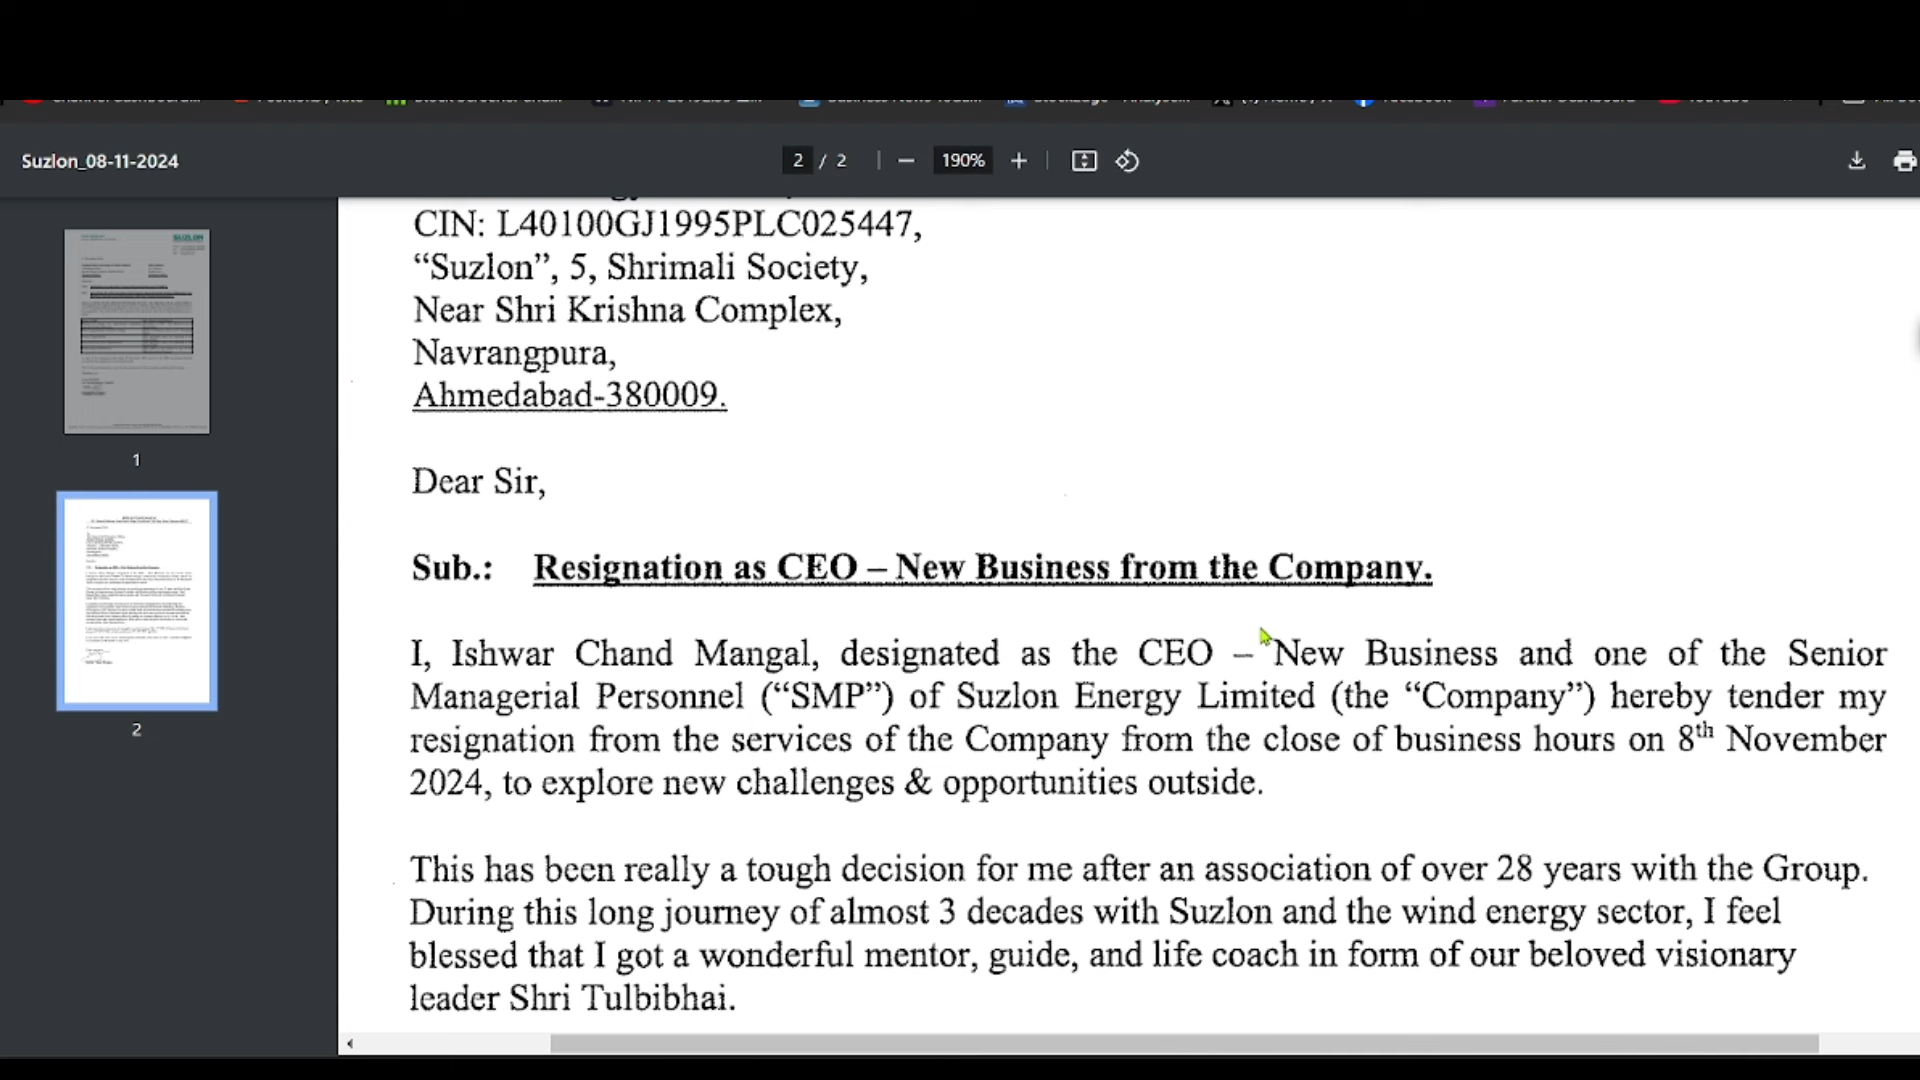 Suzlon_08-11-2024
2 / 2
190%
CIN: L40100GJ1995PLC025447,
“Suzlon”, 5, Shrimali Society,
Near Shri Krishna Complex,
Navrangpura,
Ahmedabad-380009.
Dear Sir,
Sub.: Resignation as CEO – New Business from the Company.
I, Ishwar Chand Mangal, designated as the CEO – New Business and one of the Senior
Managerial Personnel (“SMP”) of Suzlon Energy Limited (the “Company”) hereby tender my
resignation from the services of the Company from the close of business hours on 8th November
2024, to explore new challenges & opportunities outside.
This has been really a tough decision for me after an association of over 28 years with the Group.
During this long journey of almost 3 decades with Suzlon and the wind energy sector, I feel
blessed that I got a wonderful mentor, guide, and life coach in form of our beloved visionary
leader Shri Tulbibhai.
SUZLON
1
2